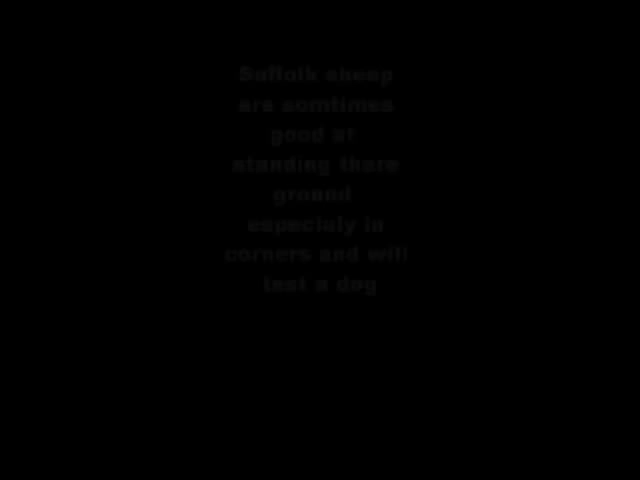 Suffolk sheep
are somtimes
good at
standing there
ground
especialy in
corners and will
test a dog